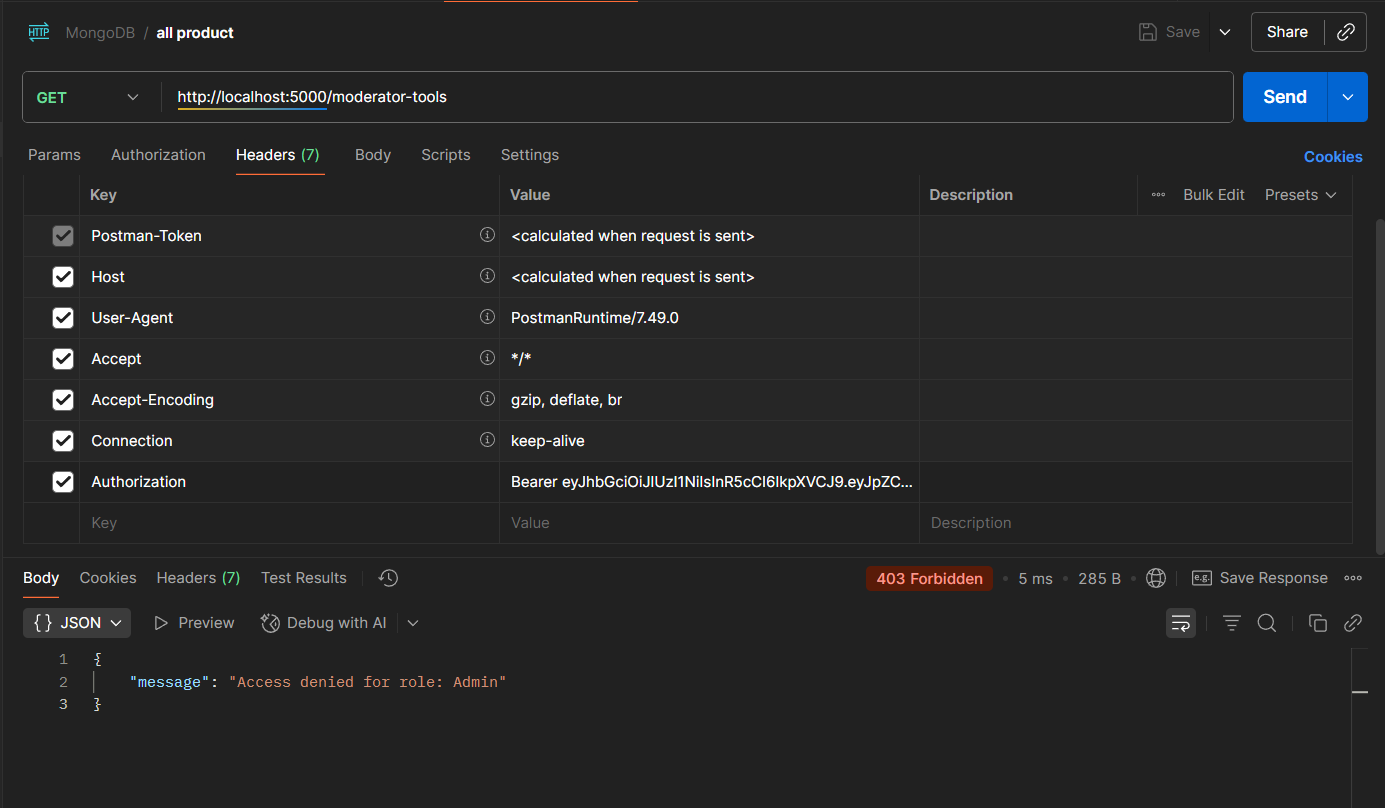 HTTP MongoDB / all product Save Share
GET http://localhost:5000/moderator-tools Send
Params Authorization Headers (7) Body Scripts Settings Cookies
Key Value Description Bulk Edit Presets
Postman-Token <calculated when request is sent>
Host <calculated when request is sent>
User-Agent PostmanRuntime/7.49.0
Accept */*
Accept-Encoding gzip, deflate, br
Connection keep-alive
Authorization Bearer eyJhbGciOiJIUzI1NiIsInR5cCI6IkpXVCJ9.eyJpZC...
Key Value Description
Body Cookies Headers (7) Test Results 403 Forbidden • 5 ms • 285 B • e.g. Save Response
{} JSON Preview Debug with AI
1 {
2 "message": "Access denied for role: Admin"
3 }